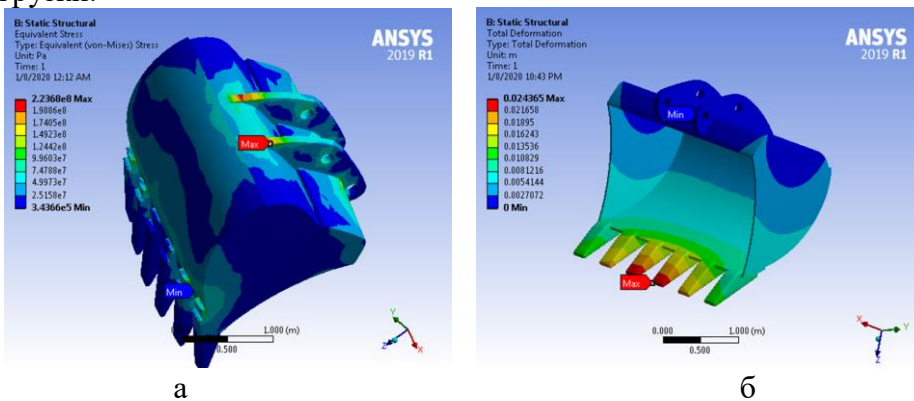 B: Static Structural
Equivalent Stress
Type: Equivalent (von-Mises) Stress
Unit: Pa
Time: 1
1/8/2020 12:12 AM
2.2368e8 Max
1.9886e8
1.7405e8
1.4923e8
1.2442e8
9.9603e7
7.4788e7
4.9973e7
2.5158e7
3.4366e5 Min
ANSYS
2019 R1
Max
Min
1.000 (m)
0.500
Y
Z
X
а
B: Static Structural
Total Deformation
Type: Total Deformation
Unit: m
Time: 1
1/8/2020 10:43 PM
0.024365 Max
0.021658
0.01895
0.016243
0.013536
0.010829
0.0081216
0.0054144
0.0027072
0 Min
ANSYS
2019 R1
Min
Max
0.000
1.000 (m)
0.500
X
Y
Z
б